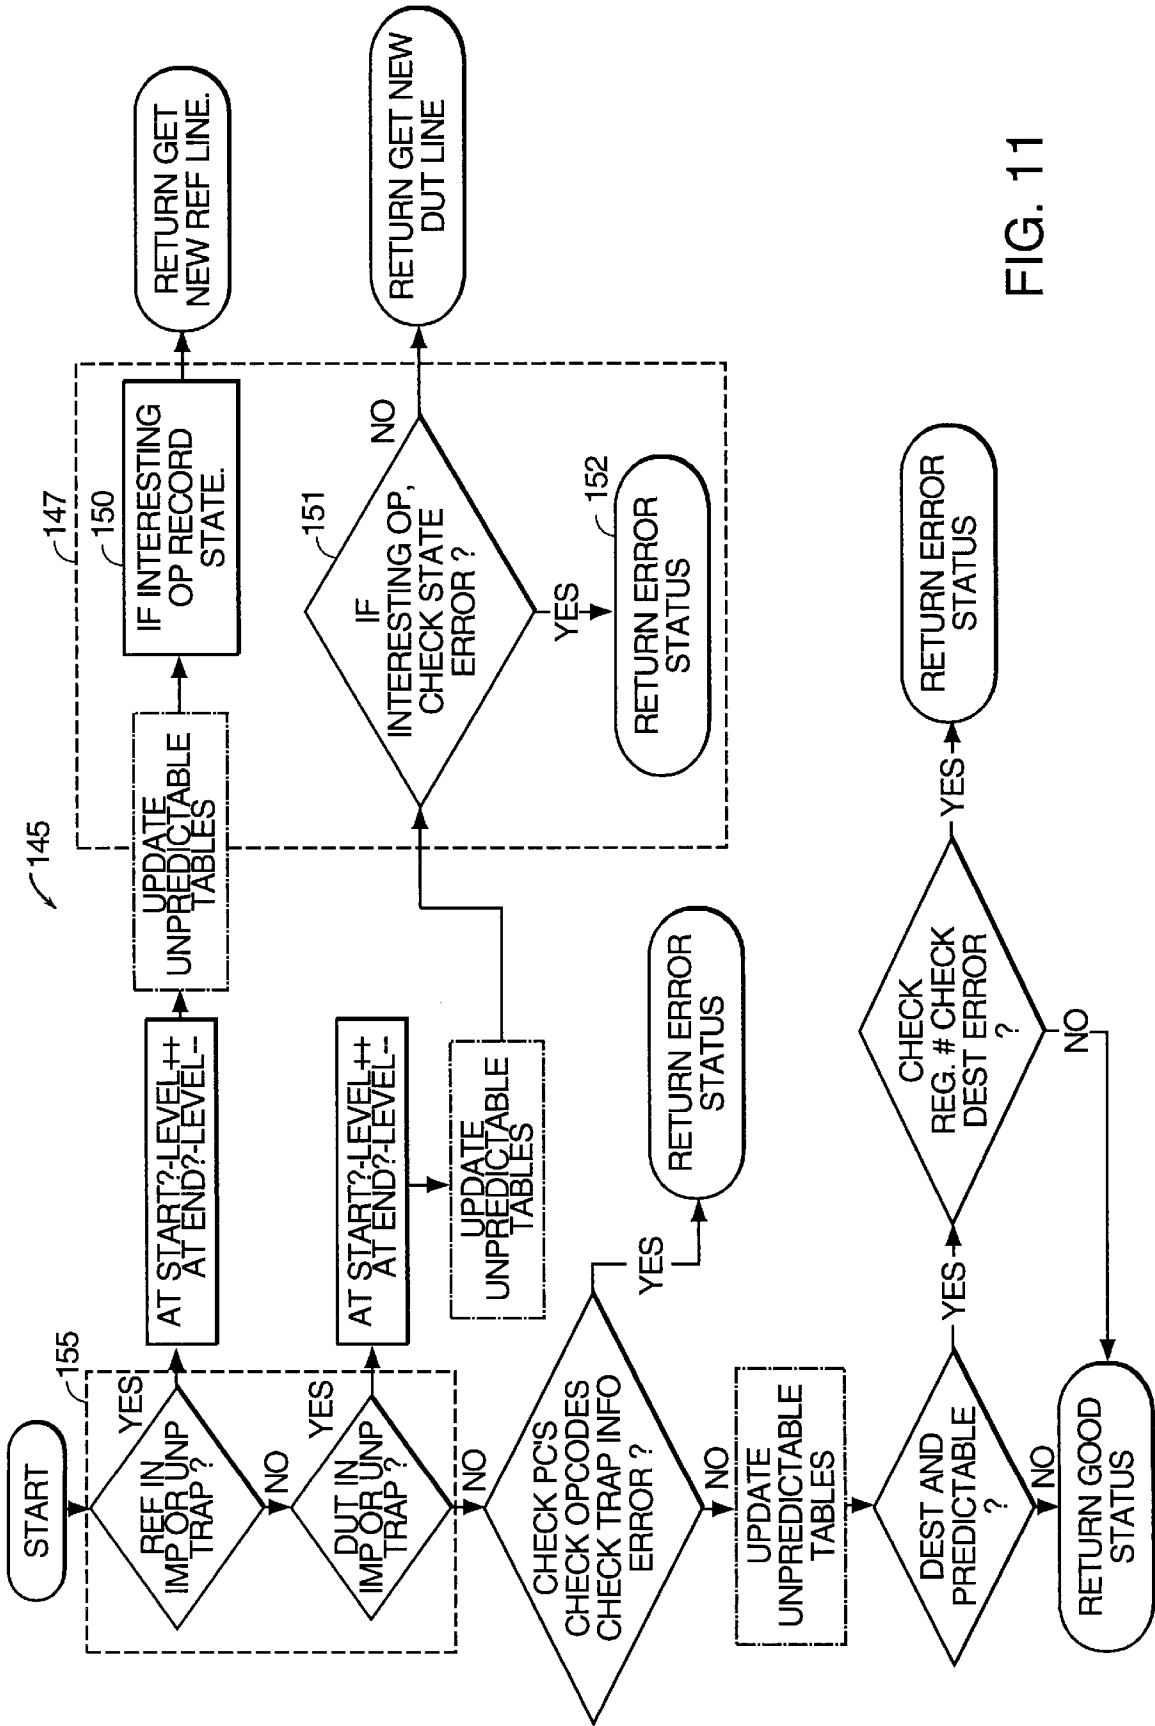 START
155
REF IN
IMP OR UNP
TRAP ?
YES
NO
AT START?-LEVEL++
AT END?-LEVEL--
145
UPDATE
UNPREDICTABLE
TABLES
147
150
IF INTERESTING
OP RECORD
STATE.
RETURN GET
NEW REF LINE.
DUT IN
IMP OR UNP
TRAP ?
YES
NO
AT START?-LEVEL++
AT END?-LEVEL--
UPDATE
UNPREDICTABLE
TABLES
151
IF
INTERESTING OP,
CHECK STATE
ERROR ?
NO
YES
RETURN GET NEW
DUT LINE
152
RETURN ERROR
STATUS
CHECK PC'S
CHECK OPCODES
CHECK TRAP INFO
ERROR ?
YES
NO
RETURN ERROR
STATUS
UPDATE
UNPREDICTABLE
TABLES
DEST AND
PREDICTABLE
?
YES
NO
CHECK
REG. # CHECK
DEST ERROR
?
YES
NO
RETURN ERROR
STATUS
RETURN GOOD
STATUS
FIG. 11